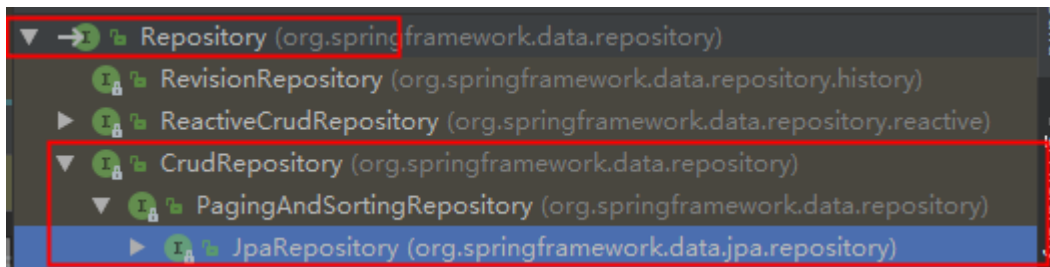 Repository (org.springframework.data.repository)
RevisionRepository (org.springframework.data.repository.history)
ReactiveCrudRepository (org.springframework.data.repository.reactive)
CrudRepository (org.springframework.data.repository)
PagingAndSortingRepository (org.springframework.data.repository)
JpaRepository (org.springframework.data.jpa.repository)